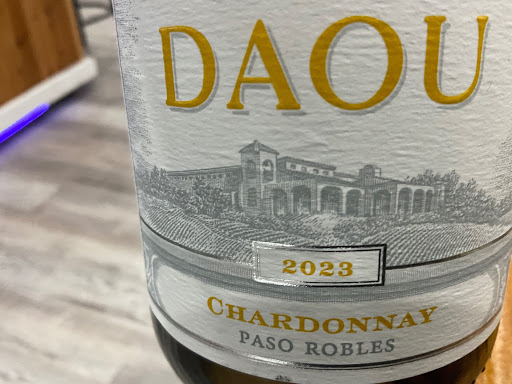 DAOU
2023
CHARDONNAY
PASO ROBLES